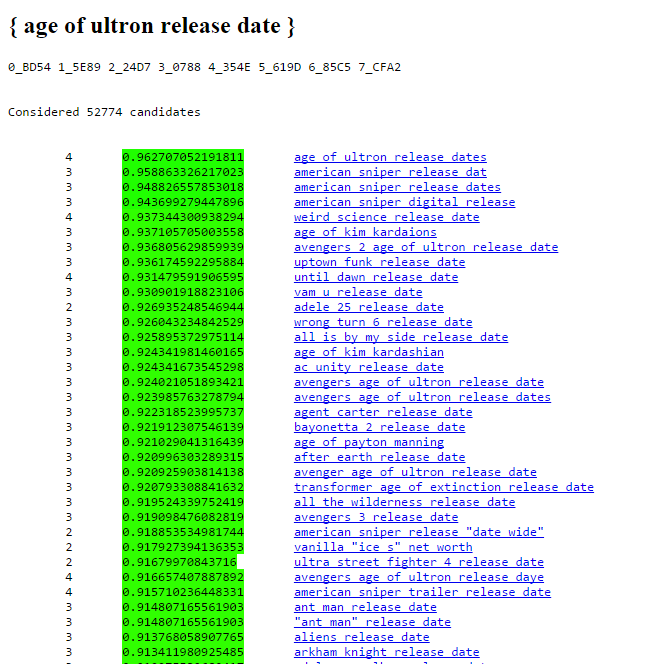 { age of ultron release date }
0_BD54 1_5E89 2_24D7 3_0788 4_354E 5_619D 6_85C5 7_CFA2
Considered 52774 candidates
4 0.962707052191811 age of ultron release dates
3 0.958863326217023 american sniper release dat
3 0.948826557853018 american sniper release dates
3 0.943699279447896 american sniper digital release
4 0.937344300938294 weird science release date
3 0.937105705003558 age of kim kardaions
3 0.936805629859939 avengers 2 age of ultron release date
3 0.936174592295884 uptown funk release date
4 0.931479591906595 until dawn release date
3 0.930901918823106 vam u release date
2 0.926935248546944 adele 25 release date
3 0.926043234842529 wrong turn 6 release date
3 0.925895372975114 all is by my side release date
3 0.924341981460165 age of kim kardashian
3 0.924341673545298 ac unity release date
3 0.924021051893421 avengers age of ultron release date
3 0.923985763278794 avengers age of ultron release dates
3 0.922318523995737 agent carter release date
3 0.921912307546139 bayonetta 2 release date
3 0.921029041316439 age of payton manning
3 0.920996303289315 after earth release date
3 0.920925903814138 avenger age of ultron release date
3 0.920793308841632 transformer age of extinction release date
3 0.919524339752419 all the wilderness release date
3 0.919098476082819 avengers 3 release date
2 0.918853534981744 american sniper release "date wide"
2 0.917927394136353 vanilla "ice s" net worth
2 0.91679970843716 ultra street fighter 4 release date
4 0.916657407887892 avengers age of ultron release daye
4 0.915710236448331 american sniper trailer release date
3 0.914807165561903 ant man release date
3 0.914807165561903 "ant man" release date
3 0.913768058907765 aliens release date
3 0.913411980925485 arkham knight release date